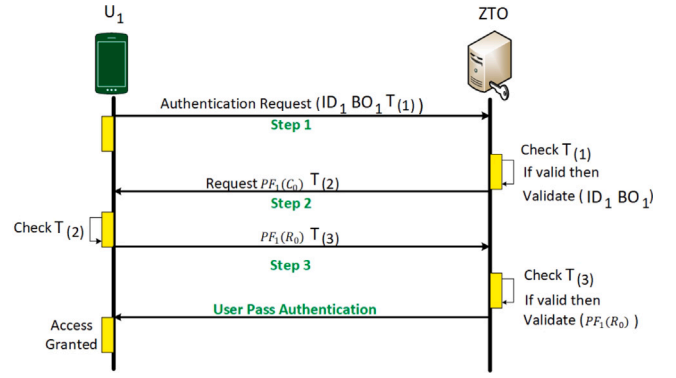 U1
ZTO
Authentication Request (ID1 BO1 T(1))
Step 1
Check T(1)
If valid then
Validate (ID1 BO1)
Request PF1(C0) T(2)
Step 2
Check T(2)
PF1(R0) T(3)
Step 3
Check T(3)
If valid then
Validate (PF1(R0) )
User Pass Authentication
Access
Granted